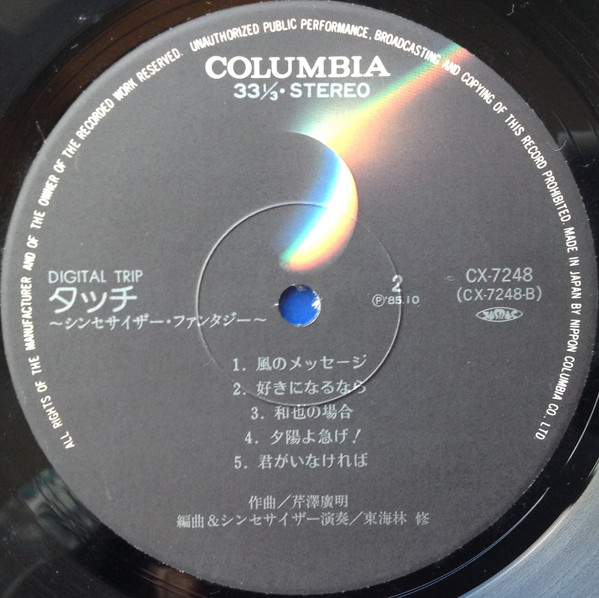 ALL RIGHTS OF THE MANUFACTURER AND OF THE OWNER OF THE RECORDED WORK RESERVED. UNAUTHORIZED PUBLIC PERFORMANCE, BROADCASTING AND COPYING OF THIS RECORD PROHIBITED. MADE IN JAPAN BY NIPPON COLUMBIA CO., LTD.
COLUMBIA
33⅓・STEREO
DIGITAL TRIP
タッチ
〜シンセサイザー・ファンタジー〜
2
Ⓟ'85.10
CX-7248
(CX-7248-B)
1. 風のメッセージ
2. 好きになるなら
3. 和也の場合
4. 夕陽よ急げ!
5. 君がいなければ
作曲/芹澤廣明
編曲&シンセサイザー演奏/東海林 修